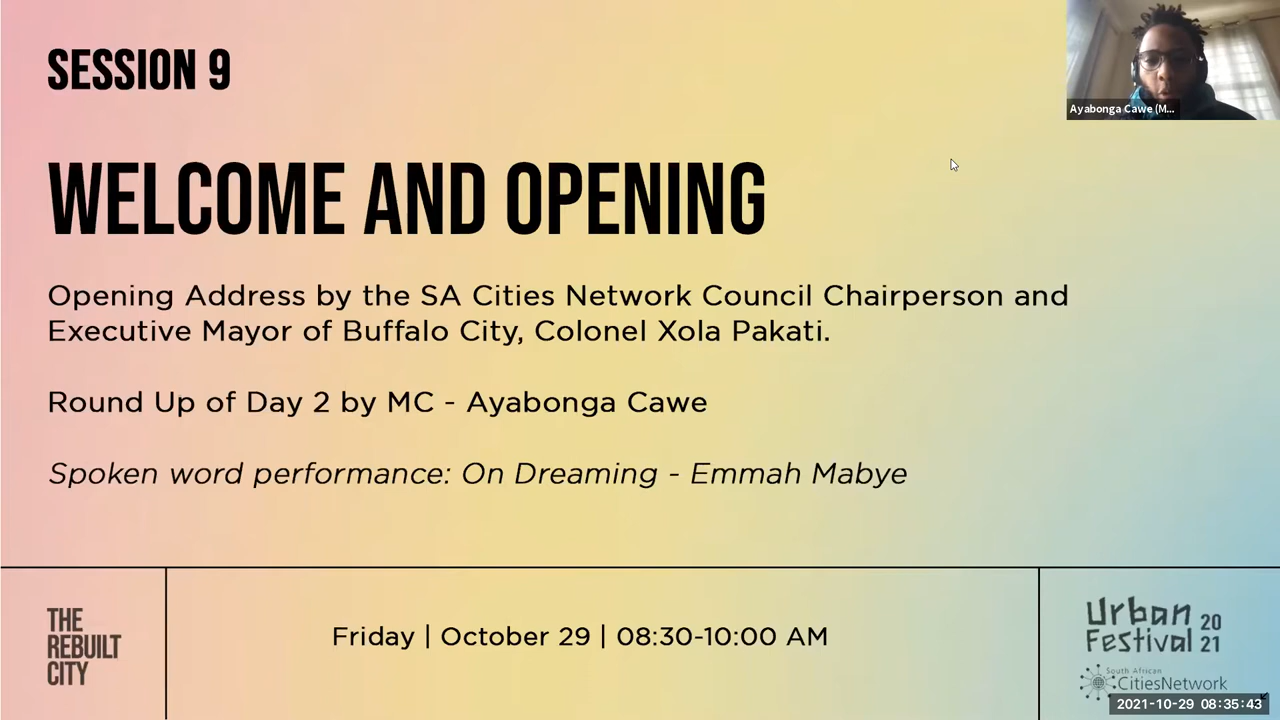 SESSION 9
Ayabonga Cawe (M...
WELCOME AND OPENING
Opening Address by the SA Cities Network Council Chairperson and
Executive Mayor of Buffalo City, Colonel Xola Pakati.
Round Up of Day 2 by MC - Ayabonga Cawe
Spoken word performance: On Dreaming - Emmah Mabye
THE
REBUILT
CITY
Friday | October 29 | 08:30-10:00 AM
Urban 20
Festival 21
South African
CitiesNetwork
2021-10-29 08:35:43